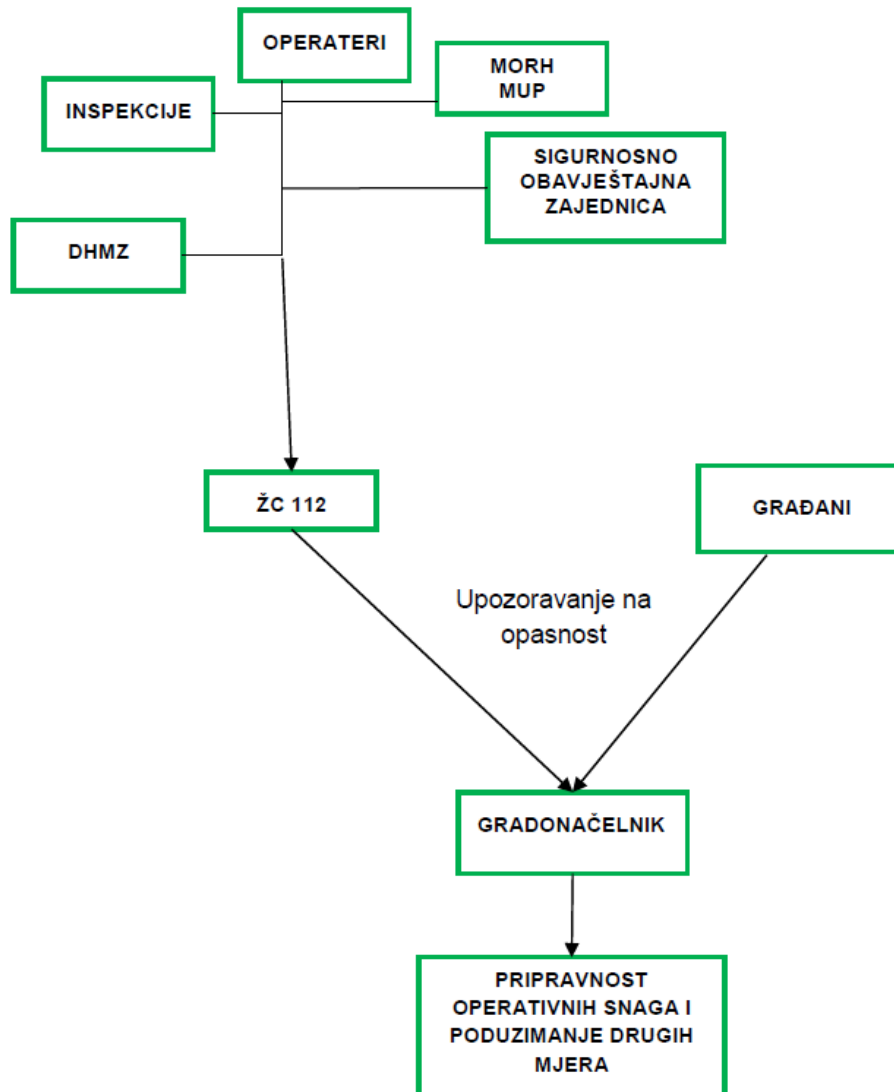 OPERATERI
MORH
MUP
INSPEKCIJE
SIGURNOSNO
OBAVJEŠTAJNA
ZAJEDNICA
DHMZ
ŽC 112
GRAĐANI
Upozoravanje na
opasnost
GRADONAČELNIK
PRIPRAVNOST
OPERATIVNIH SNAGA I
PODUZIMANJE DRUGIH
MJERA